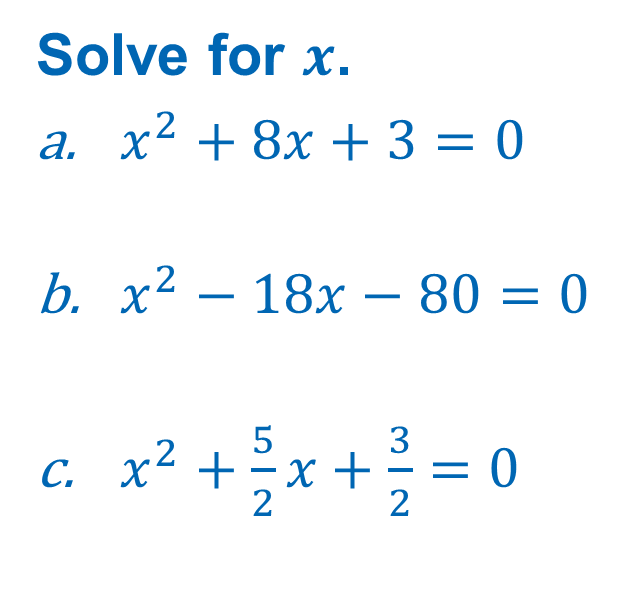 Solve for x.
a. x² + 8x + 3 = 0
b. x² − 18x − 80 = 0
c. x² + 5/2 x + 3/2 = 0